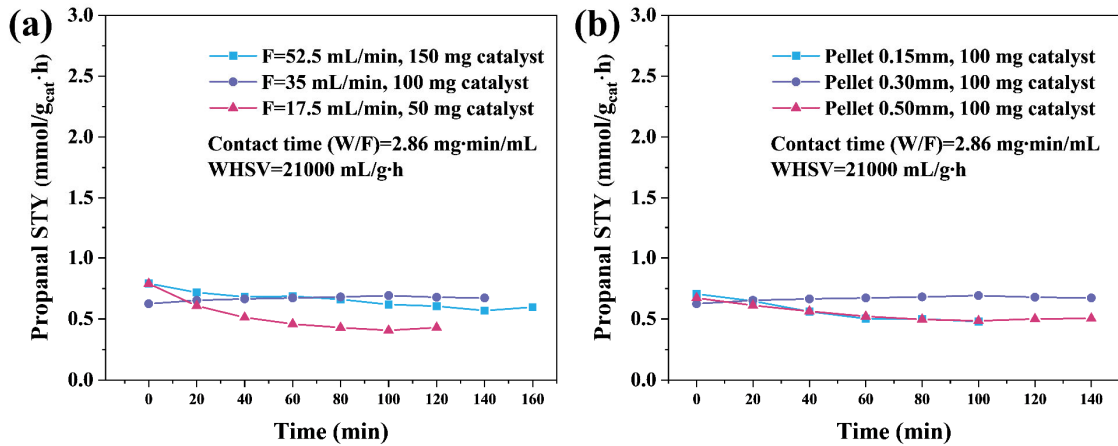 (a)
Propanal STY (mmol/g_cat·h)
3.0
2.5
2.0
1.5
1.0
0.5
0.0
F=52.5 mL/min, 150 mg catalyst
F=35 mL/min, 100 mg catalyst
F=17.5 mL/min, 50 mg catalyst
Contact time (W/F)=2.86 mg·min/mL
WHSV=21000 mL/g·h
0 20 40 60 80 100 120 140 160
Time (min)
(b)
Propanal STY (mmol/g_cat·h)
3.0
2.5
2.0
1.5
1.0
0.5
0.0
Pellet 0.15mm, 100 mg catalyst
Pellet 0.30mm, 100 mg catalyst
Pellet 0.50mm, 100 mg catalyst
Contact time (W/F)=2.86 mg·min/mL
WHSV=21000 mL/g·h
0 20 40 60 80 100 120 140
Time (min)